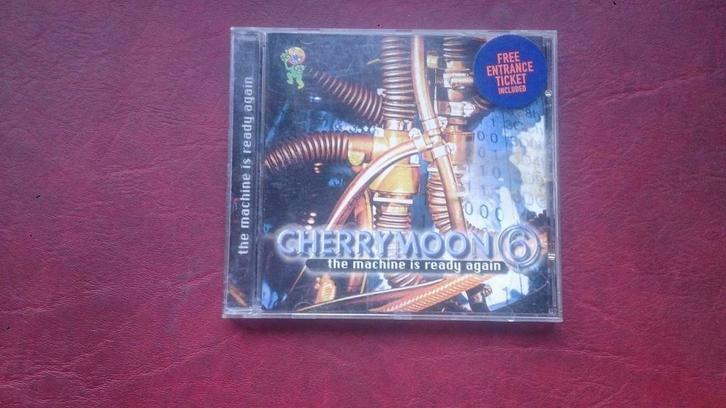 the machine is ready again
FREE
ENTRANCE
TICKET
INCLUDED
CHERRYMOON 6
the machine is ready again